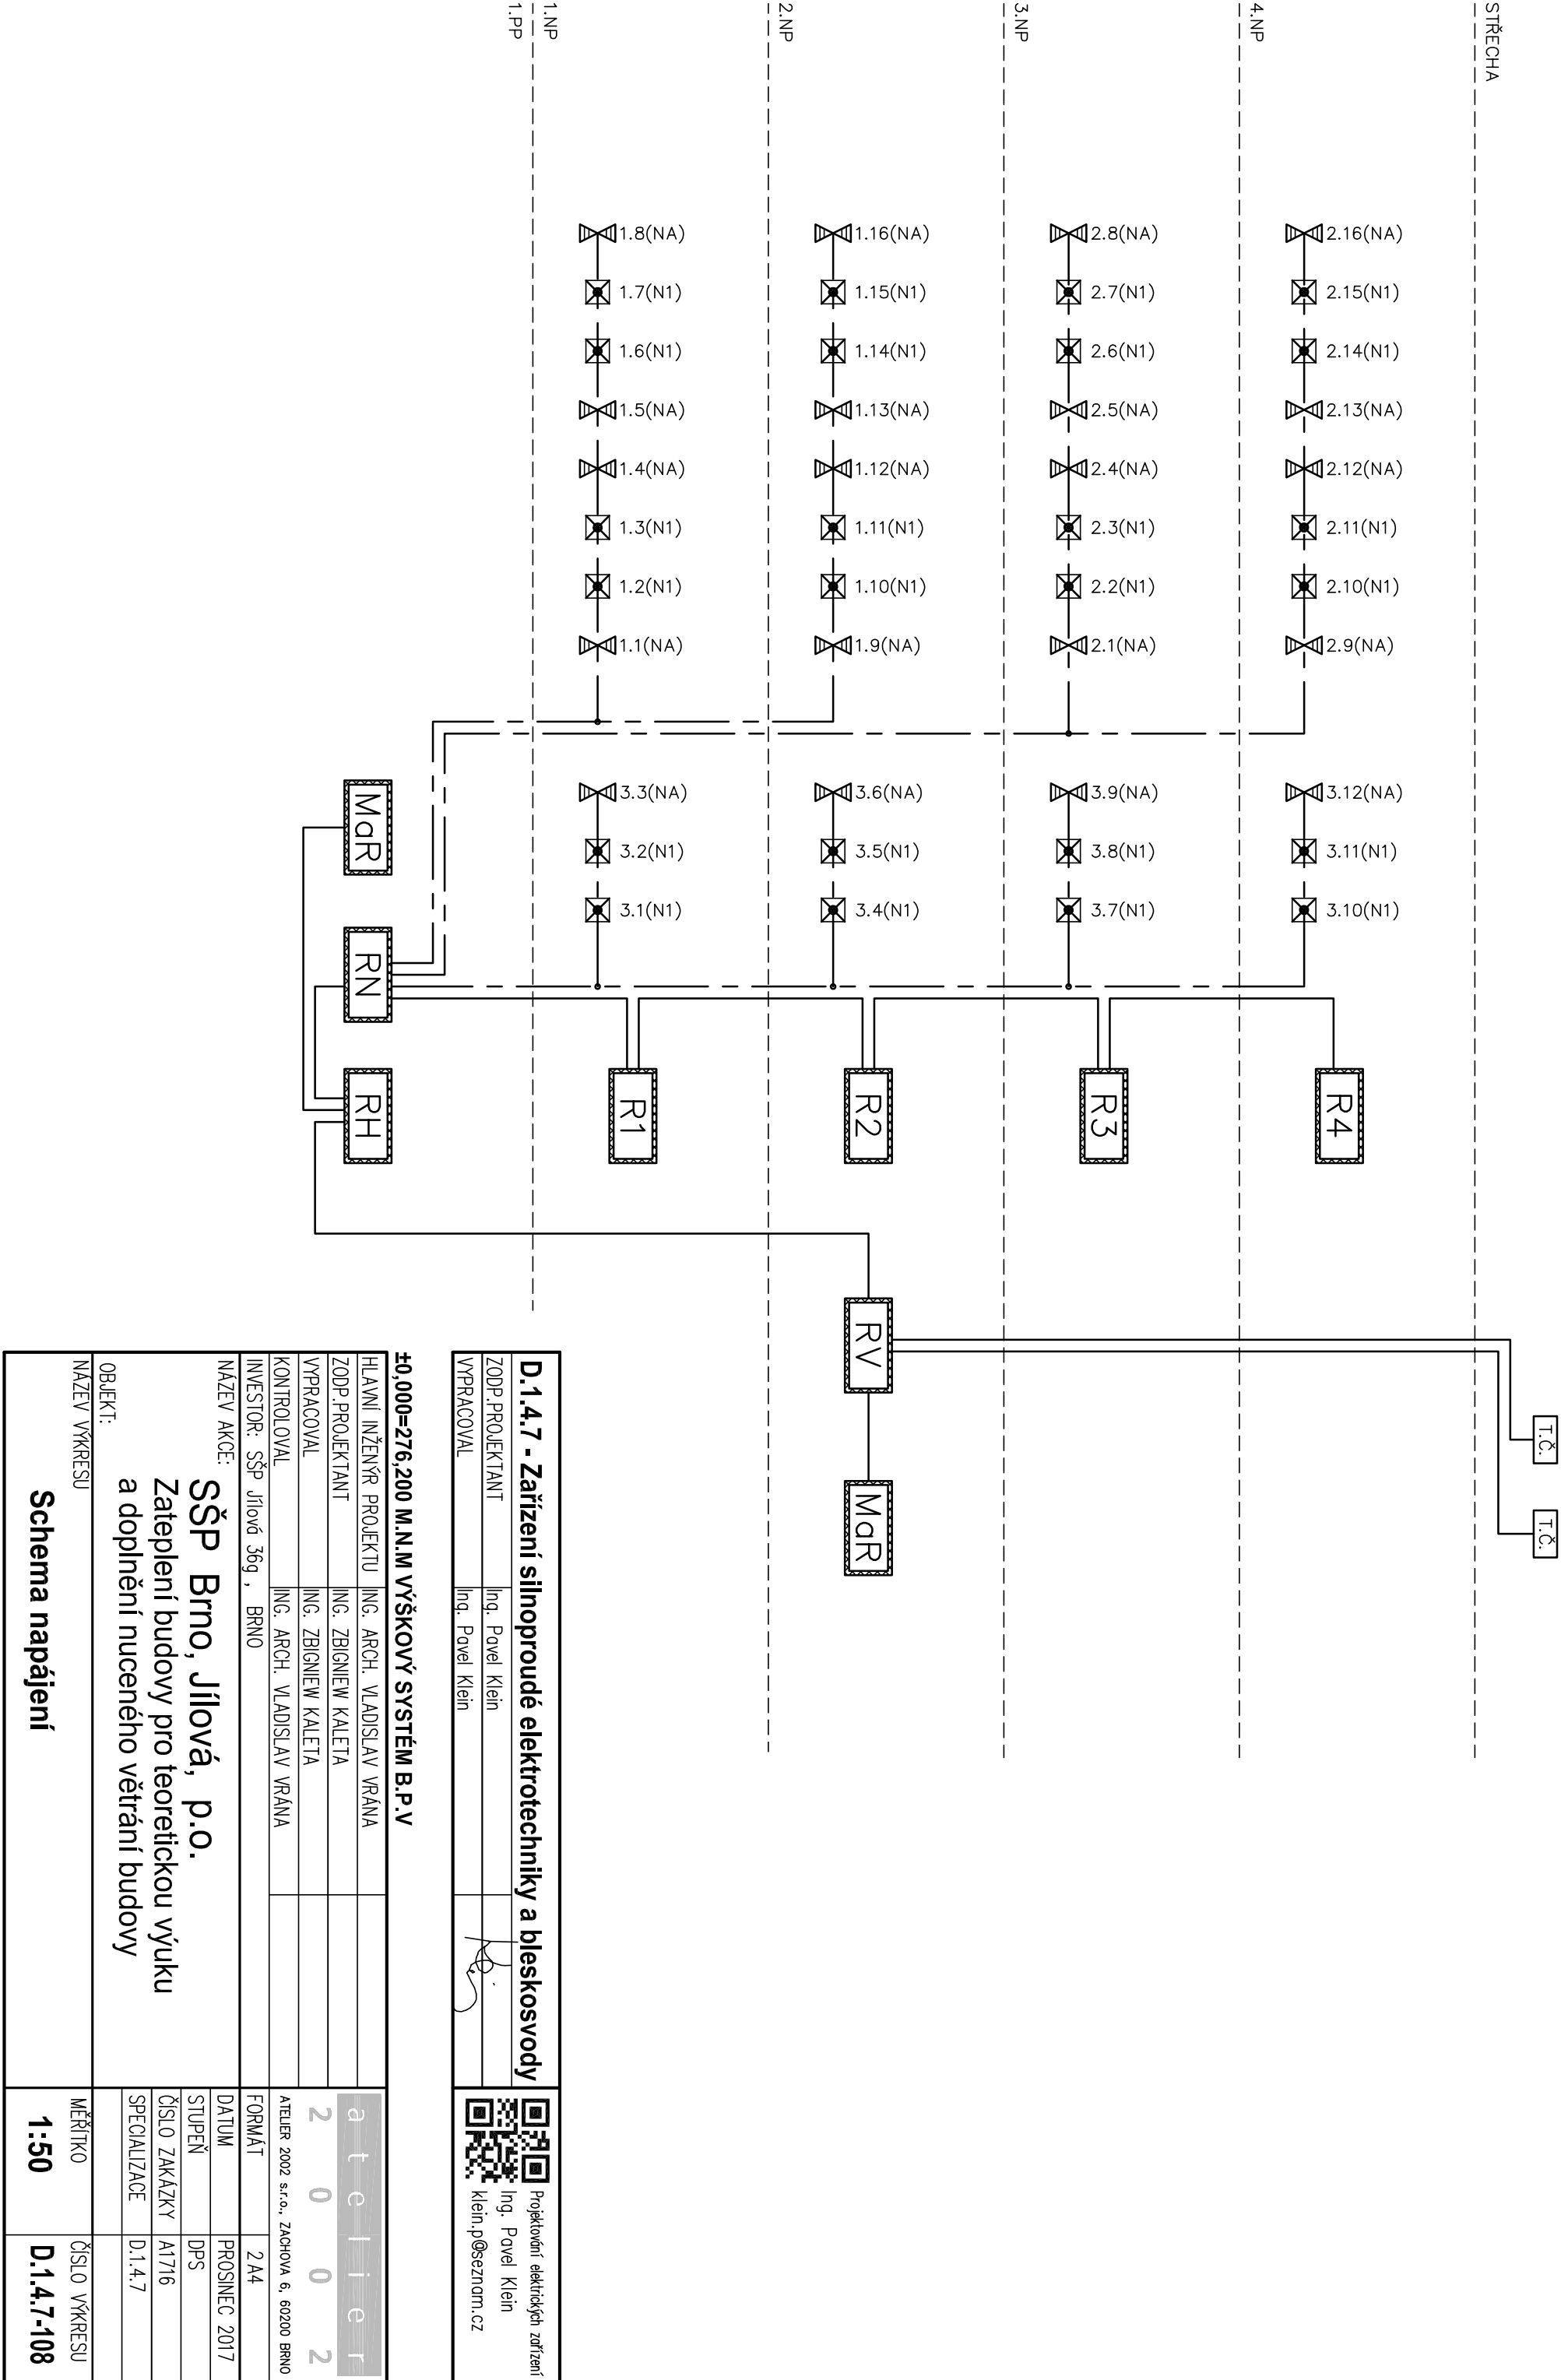 STŘECHA
T.Č.
T.Č.
4.NP
2.16(NA)
2.15(N1)
2.14(N1)
2.13(NA)
2.12(NA)
2.11(N1)
2.10(N1)
2.9(NA)
3.12(NA)
3.11(N1)
3.10(N1)
R4
3.NP
2.8(NA)
2.7(N1)
2.6(N1)
2.5(NA)
2.4(NA)
2.3(N1)
2.2(N1)
2.1(NA)
3.9(NA)
3.8(N1)
3.7(N1)
R3
2.NP
1.16(NA)
1.15(N1)
1.14(N1)
1.13(NA)
1.12(NA)
1.11(N1)
1.10(N1)
1.9(NA)
3.6(NA)
3.5(N1)
3.4(N1)
R2
RV
MaR
1.NP
1.8(NA)
1.7(N1)
1.6(N1)
1.5(NA)
1.4(NA)
1.3(N1)
1.2(N1)
1.1(NA)
3.3(NA)
3.2(N1)
3.1(N1)
R1
1.PP
MaR
RN
RH
D.1.4.7 - Zařízení silnoproudé elektrotechniky a bleskosvody
ZODP.PROJEKTANT Ing. Pavel Klein
VYPRACOVAL Ing. Pavel Klein
Projektování elektrických zařízení
Ing. Pavel Klein
klein.p@seznam.cz
±0,000=276,200 M.N.M VÝŠKOVÝ SYSTÉM B.P.V
HLAVNÍ INŽENÝR PROJEKTU ING. ARCH. VLADISLAV VRÁNA
ZODP.PROJEKTANT ING. ZBIGNIEW KALETA
VYPRACOVAL ING. ZBIGNIEW KALETA
KONTROLOVAL ING. ARCH. VLADISLAV VRÁNA
atelier
2002
ATELIER 2002 s.r.o., ZACHOVA 6, 60200 BRNO
INVESTOR: SŠP Jílová 36g , BRNO
FORMÁT 2 A4
NÁZEV AKCE:
SŠP Brno, Jílová, p.o.
Zateplení budovy pro teoretickou výuku
a doplnění nuceného větrání budovy
DATUM PROSINEC 2017
STUPEŇ DPS
ČÍSLO ZAKÁZKY A1716
SPECIALIZACE D.1.4.7
OBJEKT:
NÁZEV VÝKRESU
Schema napájení
MĚŘÍTKO
1:50
ČÍSLO VÝKRESU
D.1.4.7-108